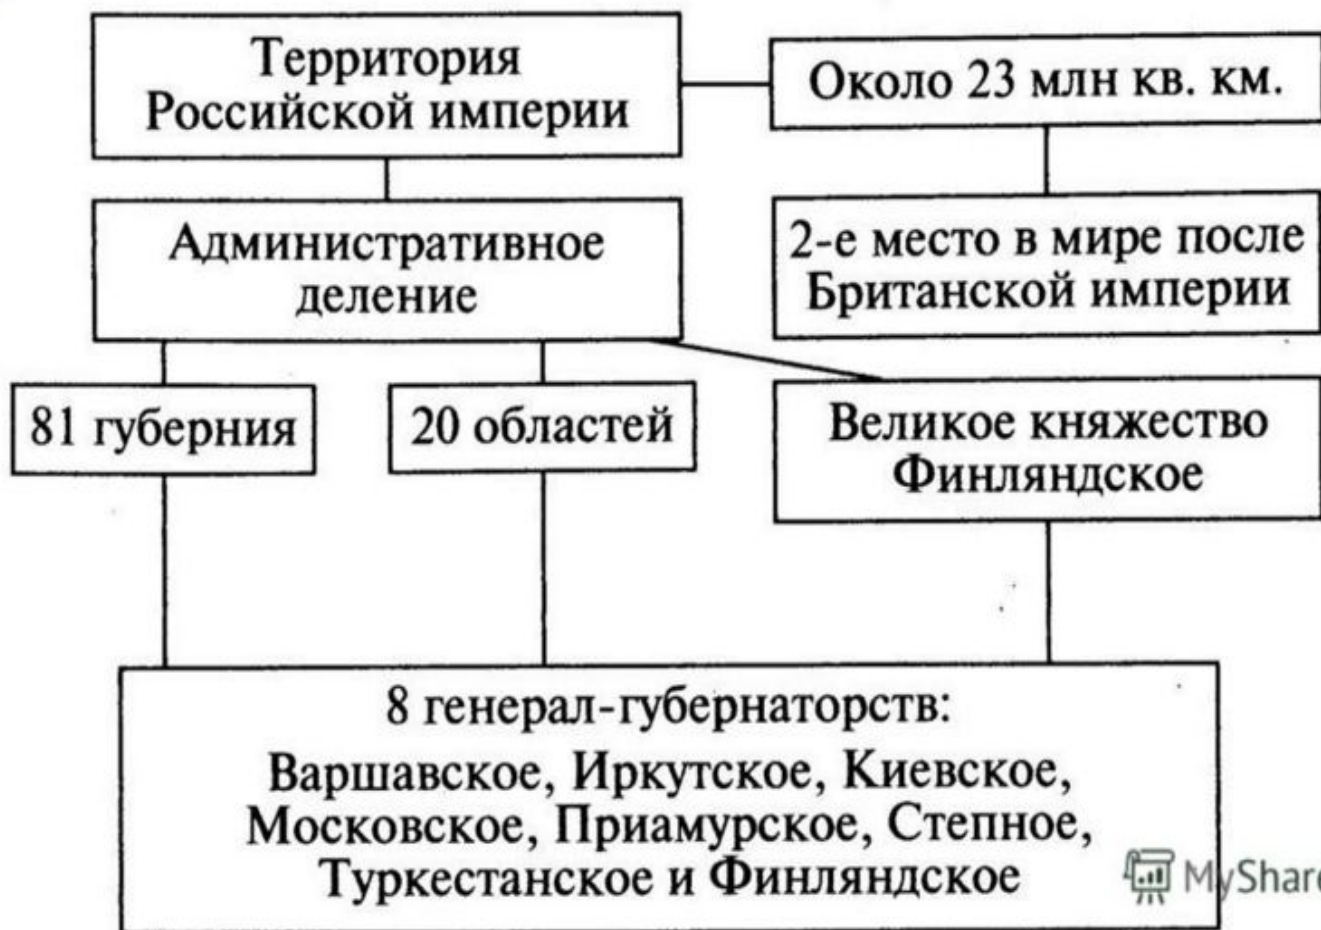 Территория
Российской империи
Около 23 млн кв. км.
Административное
деление
2-е место в мире после
Британской империи
81 губерния
20 областей
Великое княжество
Финляндское
8 генерал-губернаторств:
Варшавское, Иркутское, Киевское,
Московское, Приамурское, Степное,
Туркестанское и Финляндское
MyShare